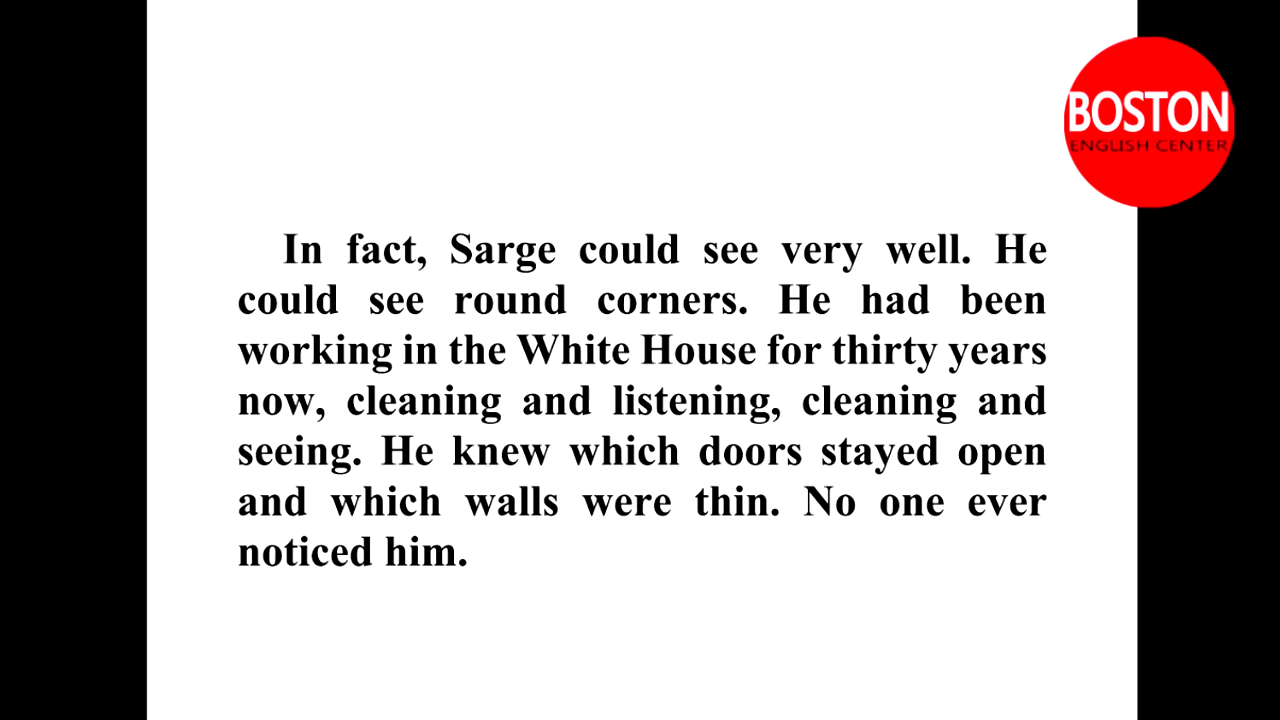 BOSTON
ENGLISH CENTER
In fact, Sarge could see very well. He
could see round corners. He had been
working in the White House for thirty years
now, cleaning and listening, cleaning and
seeing. He knew which doors stayed open
and which walls were thin. No one ever
noticed him.